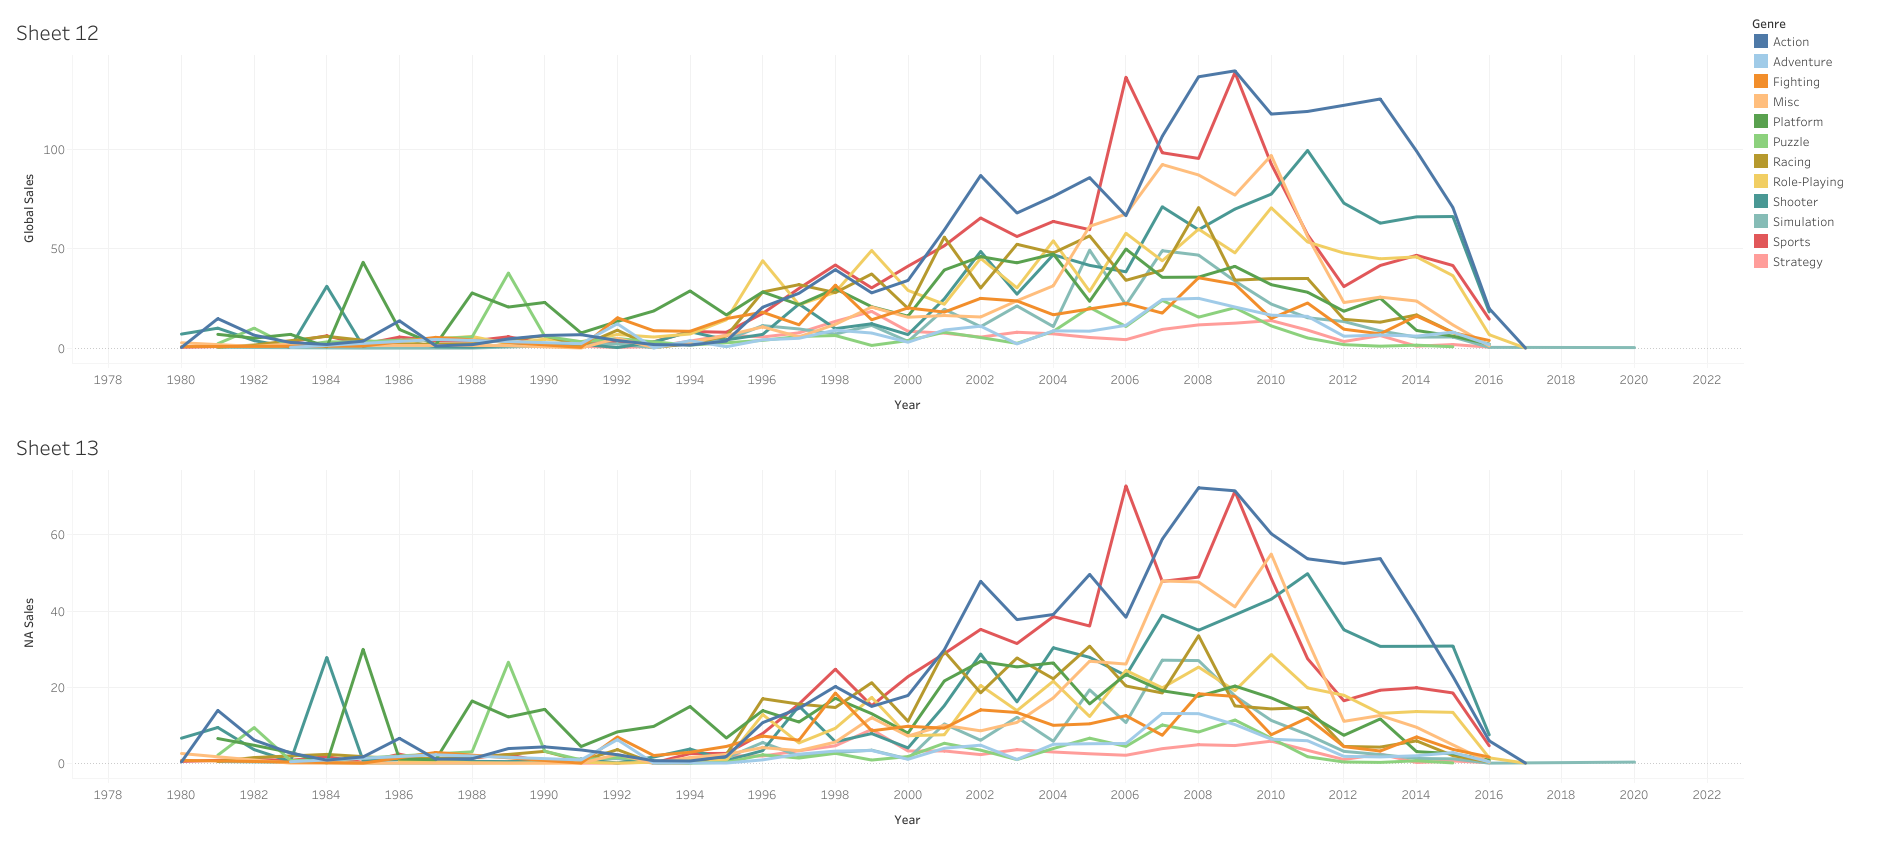 Sheet 12
Genre
Action
Adventure
Fighting
Misc
Platform
Puzzle
Racing
Role-Playing
Shooter
Simulation
Sports
Strategy
Global Sales
100
50
0
1978 1980 1982 1984 1986 1988 1990 1992 1994 1996 1998 2000 2002 2004 2006 2008 2010 2012 2014 2016 2018 2020 2022
Year
Sheet 13
NA Sales
60
40
20
0
1978 1980 1982 1984 1986 1988 1990 1992 1994 1996 1998 2000 2002 2004 2006 2008 2010 2012 2014 2016 2018 2020 2022
Year